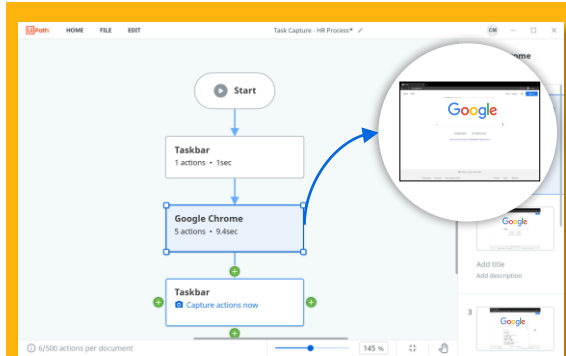 UiPath HOME FILE EDIT Task Capture - HR Process* CM
Start
Taskbar
1 actions • 1sec
Google Chrome
5 actions • 9.4sec
Taskbar
Capture actions now
Google
Google
Add title
Add description
3
Google
6/500 actions per document
145 %